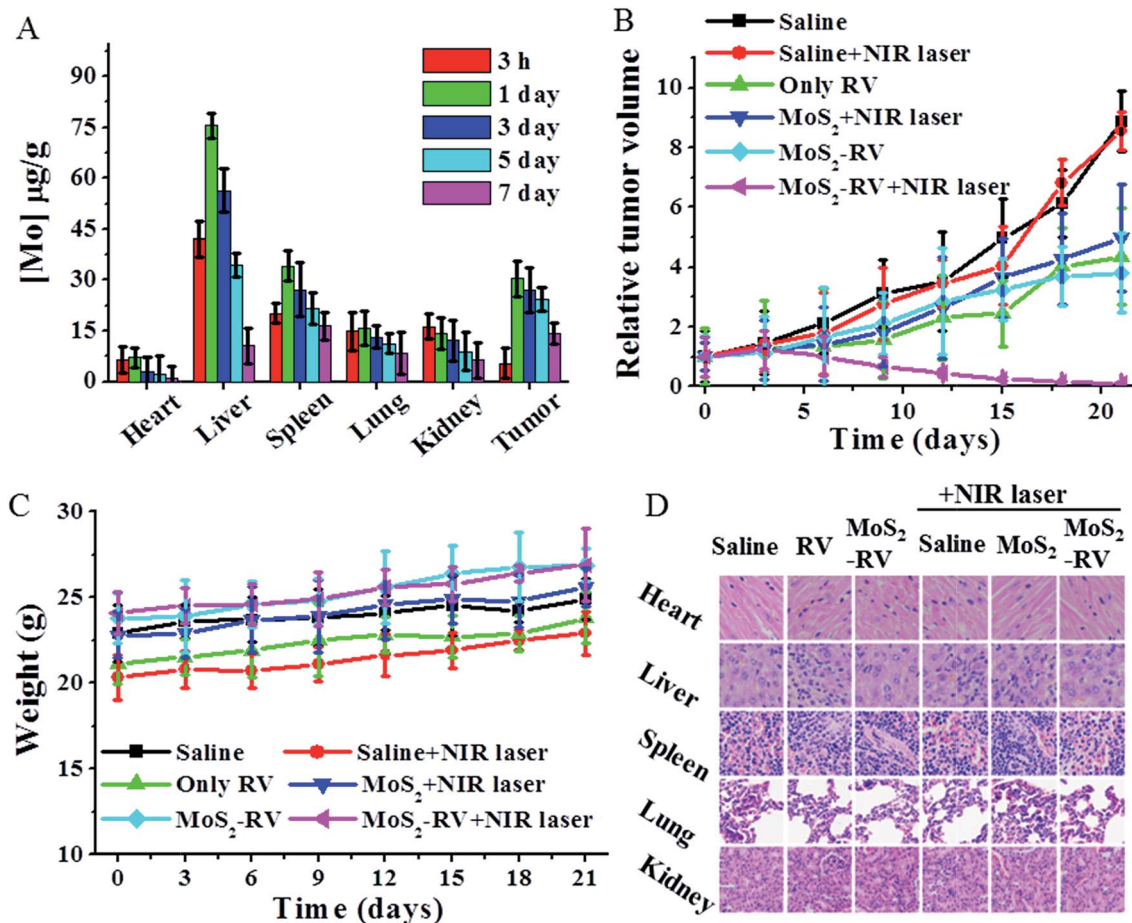 A
[Mo] µg/g
90
75
60
45
30
15
0
3 h
1 day
3 day
5 day
7 day
Heart
Liver
Spleen
Lung
Kidney
Tumor
B
Relative tumor volume
10
8
6
4
2
0
Saline
Saline+NIR laser
Only RV
MoS2+NIR laser
MoS2-RV
MoS2-RV+NIR laser
0 5 10 15 20
Time (days)
C
Weight (g)
30
25
20
15
10
Saline Saline+NIR laser
Only RV MoS2+NIR laser
MoS2-RV MoS2-RV+NIR laser
0 3 6 9 12 15 18 21
Time (days)
D
+NIR laser
Saline RV MoS2-RV Saline MoS2 MoS2-RV
Heart
Liver
Spleen
Lung
Kidney